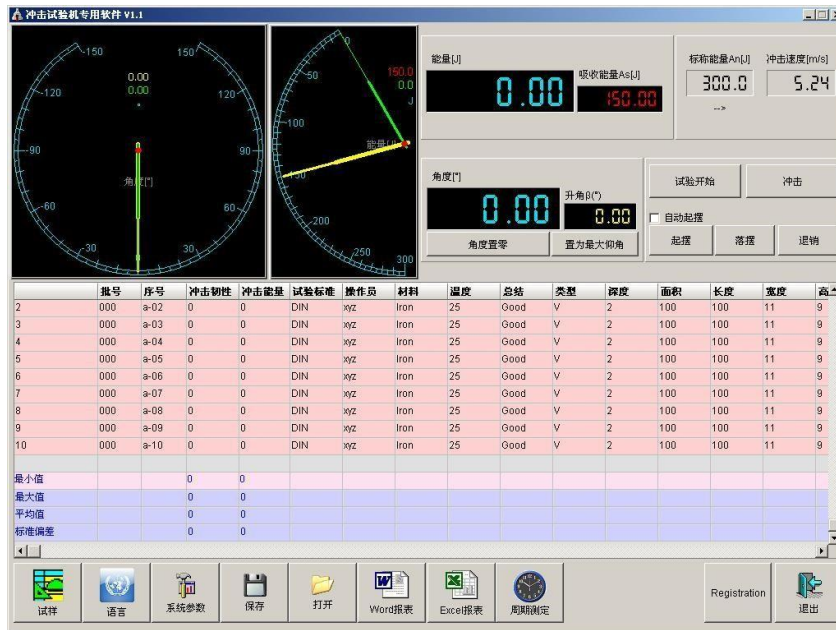 冲击试验机专用软件 V1.1
150 150
0.00
0.00
120 120
90 90
角度[°]
60 60
30 30
0
50
150.0
0.0
J
100
能量[J]
150
200
250
300
能量[J]
0.00
吸收能量As[J]
150.00
标称能量An[J] 冲击速度[m/s]
300.0 5.24
-->
角度[°]
0.00
升角β(°)
0.00
角度置零 置为最大仰角
试验开始 冲击
自动起摆
起摆 落摆 退销
批号 序号 冲击韧性 冲击能量 试验标准 操作员 材料 温度 总结 类型 深度 面积 长度 宽度 高
2 000 a-02 0 0 DIN xyz Iron 25 Good V 2 100 100 11 9
3 000 a-03 0 0 DIN xyz Iron 25 Good V 2 100 100 11 9
4 000 a-04 0 0 DIN xyz Iron 25 Good V 2 100 100 11 9
5 000 a-05 0 0 DIN xyz Iron 25 Good V 2 100 100 11 9
6 000 a-06 0 0 DIN xyz Iron 25 Good V 2 100 100 11 9
7 000 a-07 0 0 DIN xyz Iron 25 Good V 2 100 100 11 9
8 000 a-08 0 0 DIN xyz Iron 25 Good V 2 100 100 11 9
9 000 a-09 0 0 DIN xyz Iron 25 Good V 2 100 100 11 9
10 000 a-10 0 0 DIN xyz Iron 25 Good V 2 100 100 11 9
最小值 0 0
最大值 0 0
平均值 0 0
标准偏差 0 0
试样 语言 系统参数 保存 打开 Word报表 Excel报表 周期测定 Registration 退出